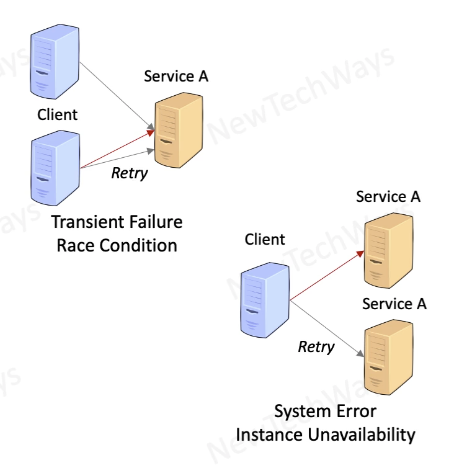 Service A
Client
Retry
Transient Failure
Race Condition
Service A
Client
Service A
Retry
System Error
Instance Unavailability
NewTechWays